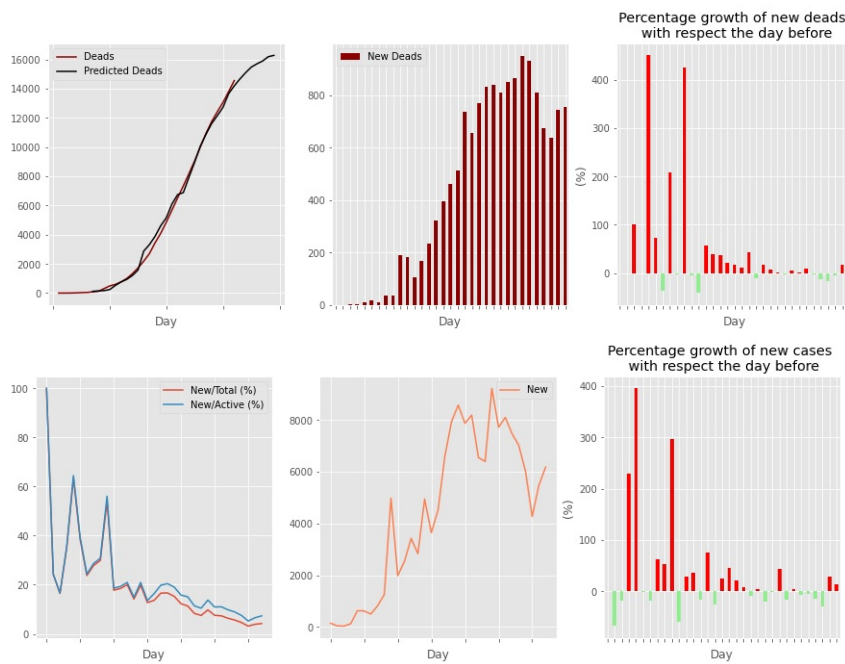 Percentage growth of new deads
with respect the day before
Deads
Predicted Deads
16000
14000
12000
10000
8000
6000
4000
2000
0
Day
New Deads
800
600
400
200
0
Day
400
300
200
100
0
(%)
Day
Percentage growth of new cases
with respect the day before
New/Total (%)
New/Active (%)
100
80
60
40
20
0
Day
New
8000
6000
4000
2000
0
Day
400
300
200
100
0
(%)
Day